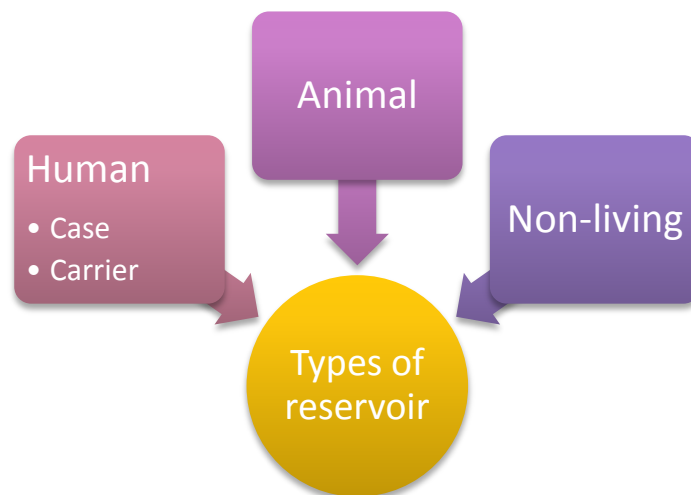 Animal
Human
• Case
• Carrier
Non-living
Types of
reservoir